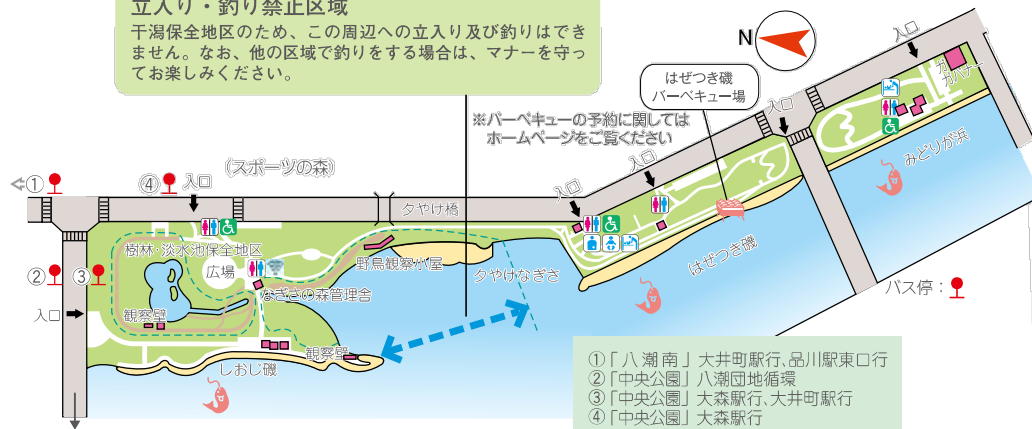 立入り・釣り禁止区域
干潟保全地区のため、この周辺への立入り及び釣りはでき
ません。なお、他の区域で釣りをする場合は、マナーを守っ
てお楽しみください。
N
はぜつき磯
バーベキュー場
※バーベキューの予約に関しては
ホームページをご覧ください
入口
入口
入口
入口
みどりが浜
はぜつき磯
①
④
入口
(スポーツの森)
夕やけ橋
樹林・淡水池保全地区
広場
野鳥観察小屋
夕やけなぎさ
②
③
なぎさの森管理舎
入口
観察壁
観察壁
しおじ磯
バス停：
①「八潮南」大井町駅行、品川駅東口行
②「中央公園」八潮団地循環
③「中央公園」大森駅行、大井町駅行
④「中央公園」大森駅行